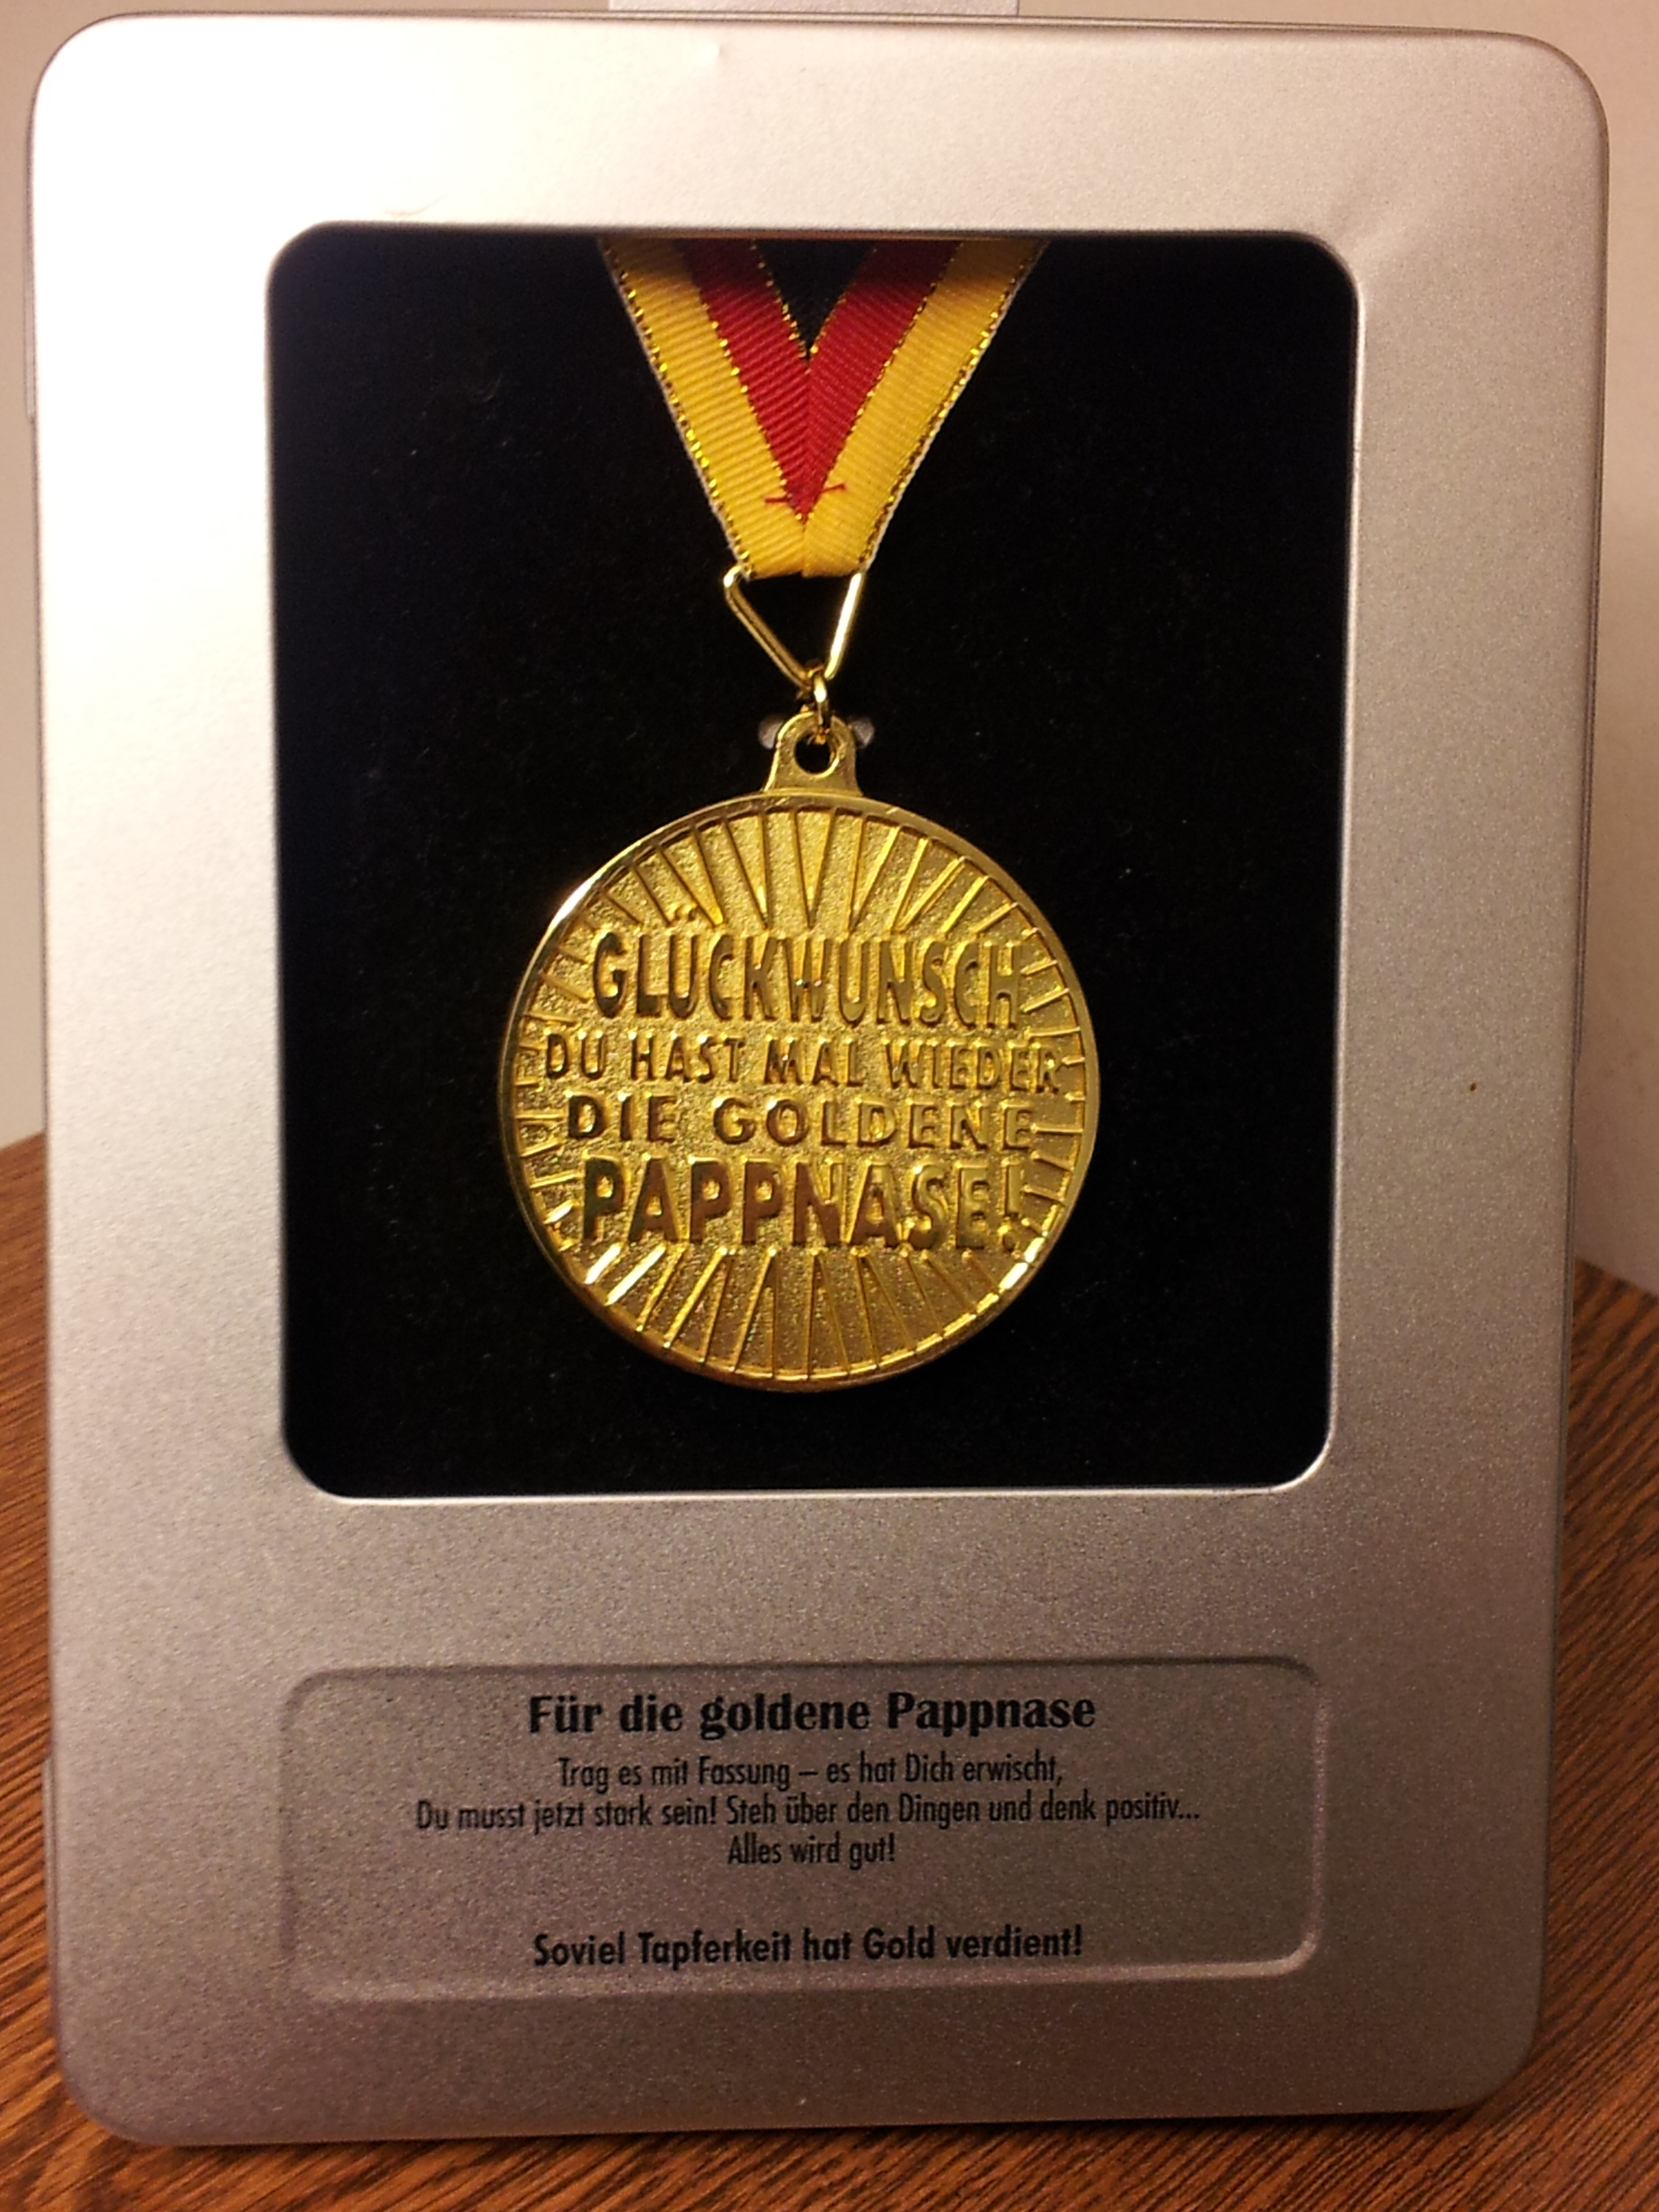 GLÜCKWUNSCH
DU HAST MAL WIEDER
DIE GOLDENE
PAPPNASE!
Für die goldene Pappnase
Trag es mit Fassung – es hat Dich erwischt,
Du musst jetzt stark sein! Steh über den Dingen und denk positiv...
Alles wird gut!
Soviel Tapferkeit hat Gold verdient!